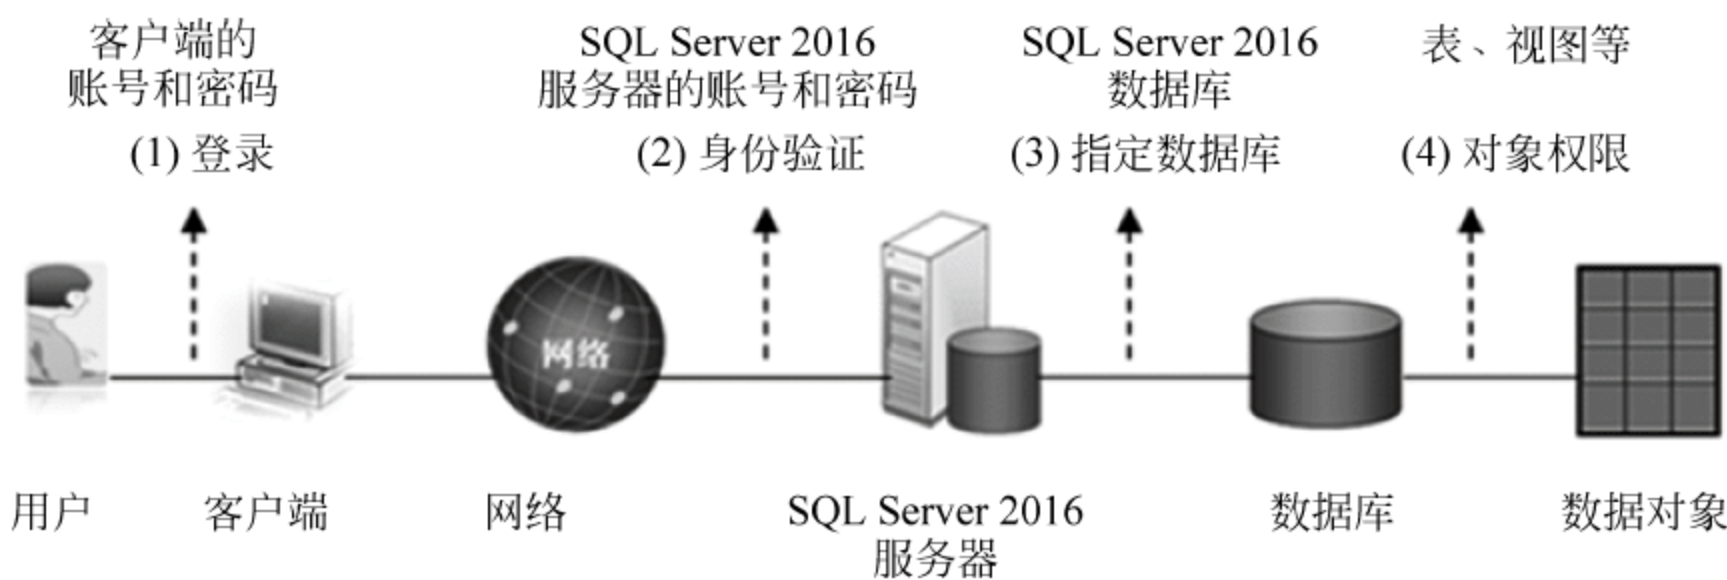 客户端的
账号和密码
(1) 登录
SQL Server 2016
服务器的账号和密码
(2) 身份验证
SQL Server 2016
数据库
(3) 指定数据库
表、视图等
(4) 对象权限
网络
用户
客户端
网络
SQL Server 2016
服务器
数据库
数据对象